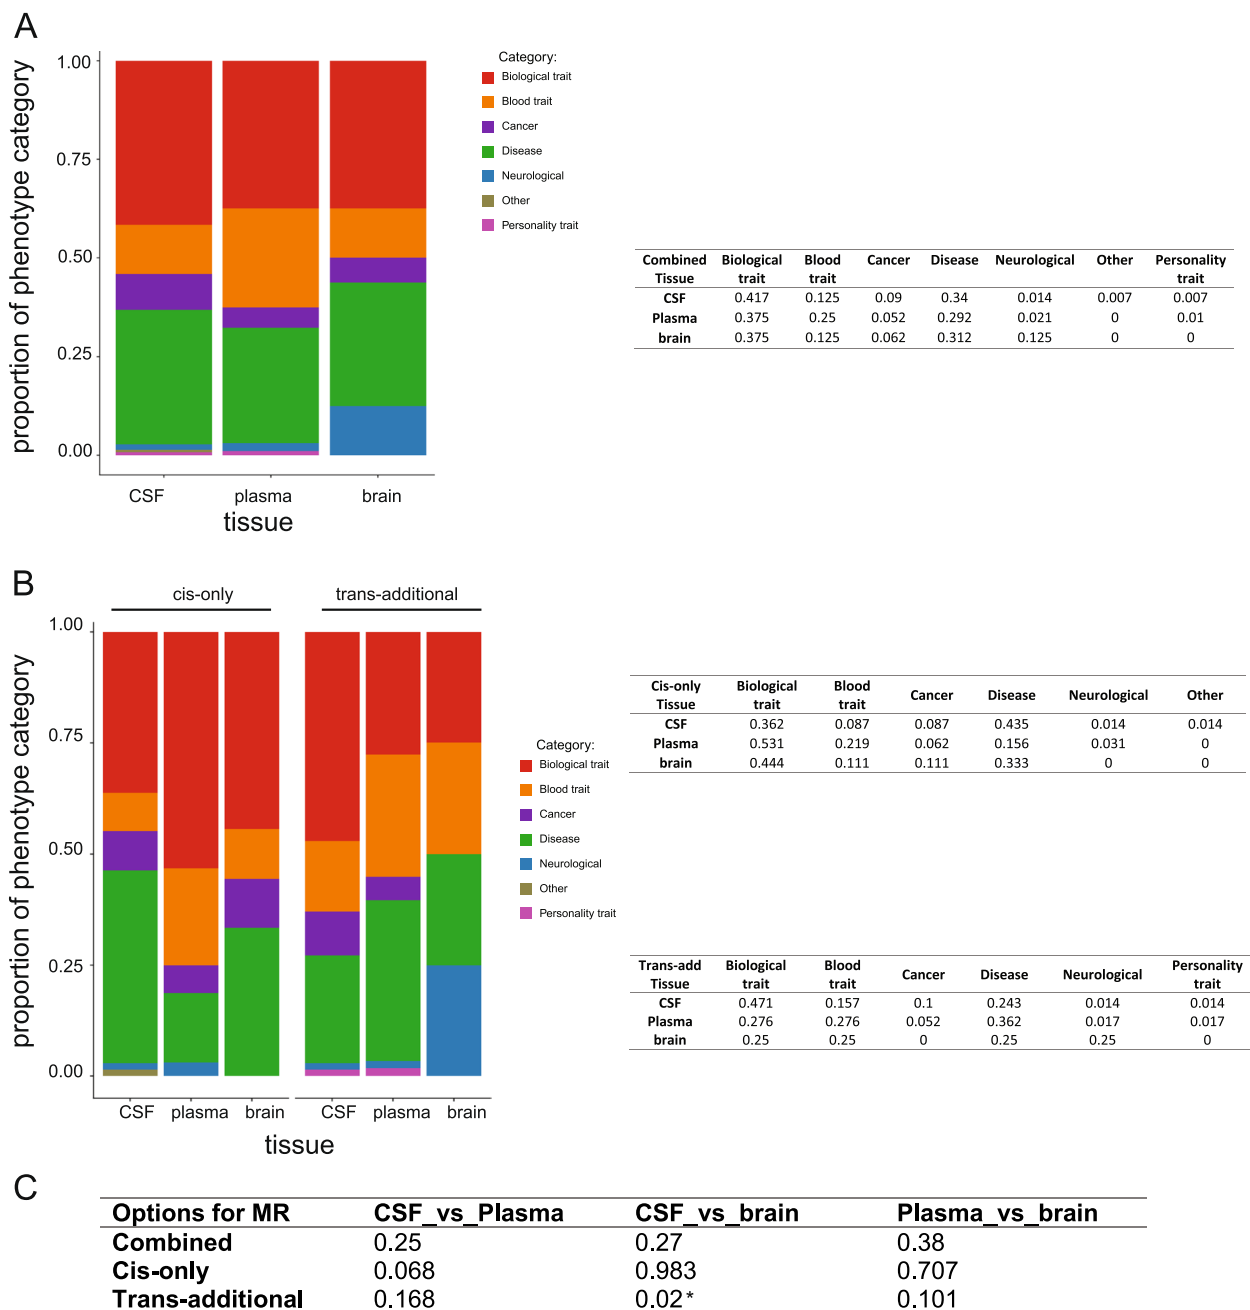 A
proportion of phenotype category
1.00
0.75
0.50
0.25
0.00
CSF plasma brain
tissue
Category:
Biological trait
Blood trait
Cancer
Disease
Neurological
Other
Personality trait
Combined Tissue Biological trait Blood trait Cancer Disease Neurological Other Personality trait
CSF 0.417 0.125 0.09 0.34 0.014 0.007 0.007
Plasma 0.375 0.25 0.052 0.292 0.021 0 0.01
brain 0.375 0.125 0.062 0.312 0.125 0 0
B
cis-only trans-additional
proportion of phenotype category
1.00
0.75
0.50
0.25
0.00
CSF plasma brain CSF plasma brain
tissue
Category:
Biological trait
Blood trait
Cancer
Disease
Neurological
Other
Personality trait
Cis-only Tissue Biological trait Blood trait Cancer Disease Neurological Other
CSF 0.362 0.087 0.087 0.435 0.014 0.014
Plasma 0.531 0.219 0.062 0.156 0.031 0
brain 0.444 0.111 0.111 0.333 0 0
Trans-add Tissue Biological trait Blood trait Cancer Disease Neurological Personality trait
CSF 0.471 0.157 0.1 0.243 0.014 0.014
Plasma 0.276 0.276 0.052 0.362 0.017 0.017
brain 0.25 0.25 0 0.25 0.25 0
C
Options for MR CSF_vs_Plasma CSF_vs_brain Plasma_vs_brain
Combined 0.25 0.27 0.38
Cis-only 0.068 0.983 0.707
Trans-additional 0.168 0.02* 0.101